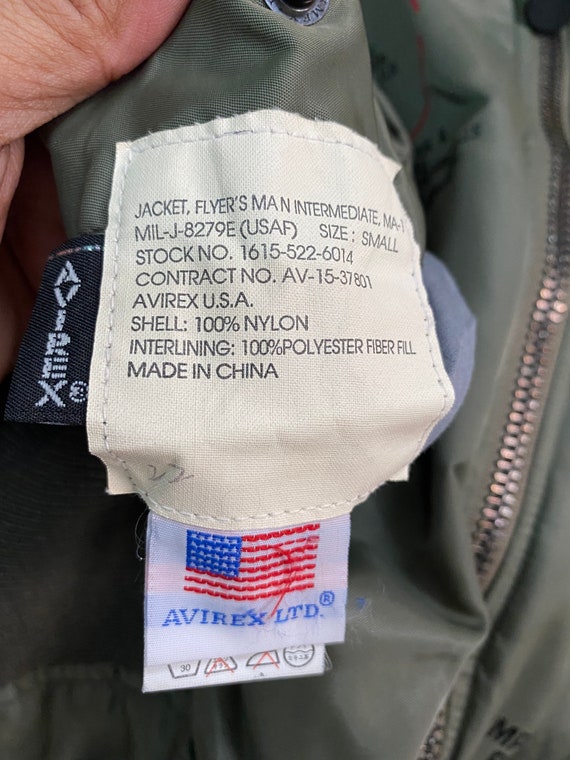 JACKET, FLYER'S MAN INTERMEDIATE, MA-1
MIL-J-8279E (USAF) SIZE : SMALL
STOCK NO. 1615-522-6014
CONTRACT NO. AV-15-37801
AVIREX U.S.A.
SHELL: 100% NYLON
INTERLINING: 100%POLYESTER FIBER FILL
MADE IN CHINA
AVIREX®
22
AVIREX LTD.®
30